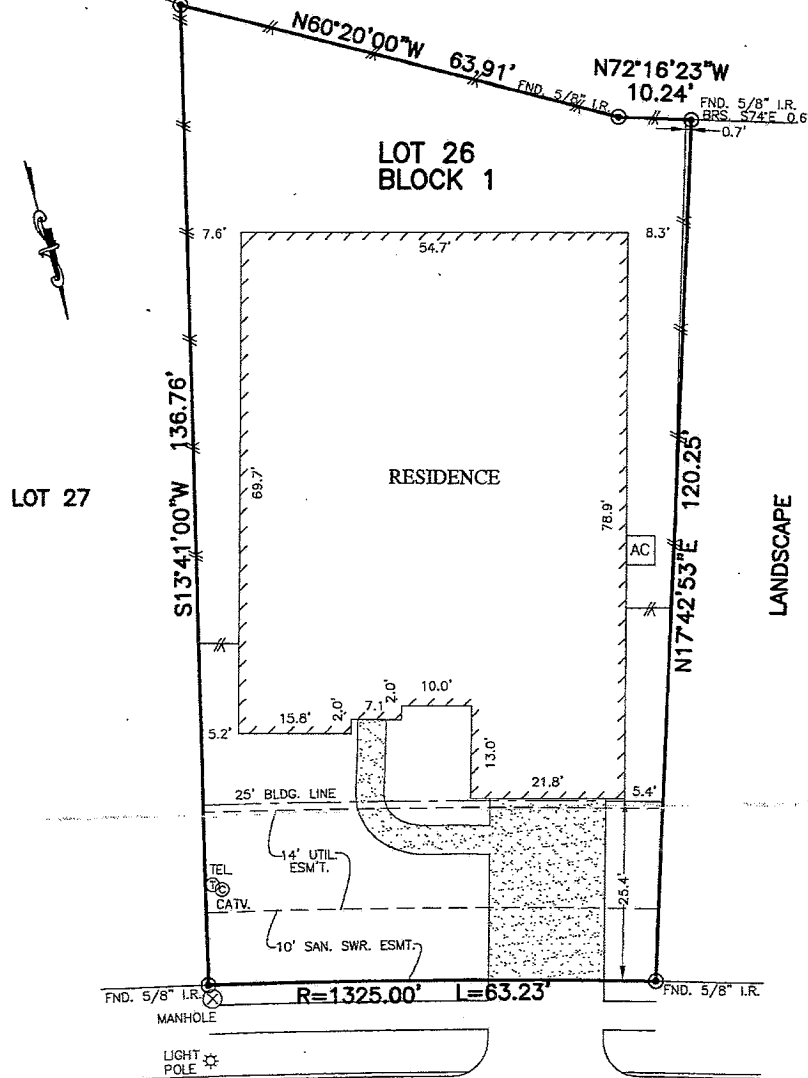 N60°20'00"W
63,91'
N72°16'23"W
10.24'
FND. 5/8" I.R.
FND. 5/8" I.R.
BRS. S74°E 0.6
0.7'
LOT 26
BLOCK 1
7.6'
54.7'
8.3'
S13°41'00"W 136.76'
69.7'
RESIDENCE
78.9'
AC
N17°42'53"E 120.25'
LANDSCAPE
LOT 27
10.0'
2.0'
7.1
2.0'
15.8'
5.2'
13.0'
21.8'
5.4'
25' BLDG. LINE
14' UTIL.
ESM'T.
TEL
T
C
CATV.
25.4'
10' SAN. SWR. ESMT.
FND. 5/8" I.R.
R=1325.00' L=63.23'
FND. 5/8" I.R.
MANHOLE
LIGHT
POLE